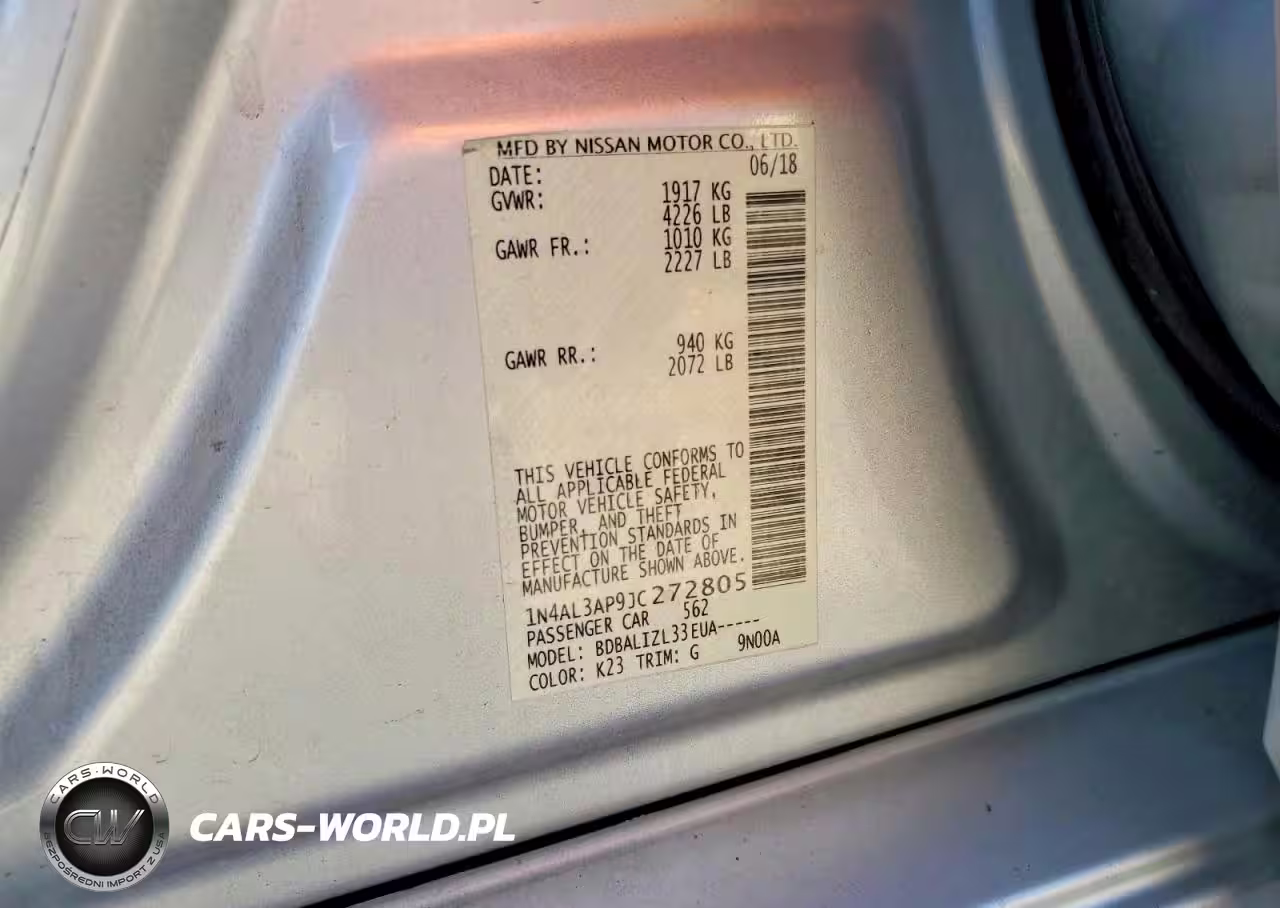 MFD BY NISSAN MOTOR CO., LTD.
DATE: 06/18
GVWR: 1917 KG
4226 LB
GAWR FR.: 1010 KG
2227 LB
GAWR RR.: 940 KG
2072 LB
THIS VEHICLE CONFORMS TO
ALL APPLICABLE FEDERAL
MOTOR VEHICLE SAFETY,
BUMPER, AND THEFT
PREVENTION STANDARDS IN
EFFECT ON THE DATE OF
MANUFACTURE SHOWN ABOVE.
1N4AL3AP9JC272805
PASSENGER CAR 562
MODEL: BDBALIZL33EUA-----
COLOR: K23 TRIM: G 9N00A
CARS-WORLD
CW
BEZPOŚREDNI IMPORT Z USA
CARS-WORLD.PL